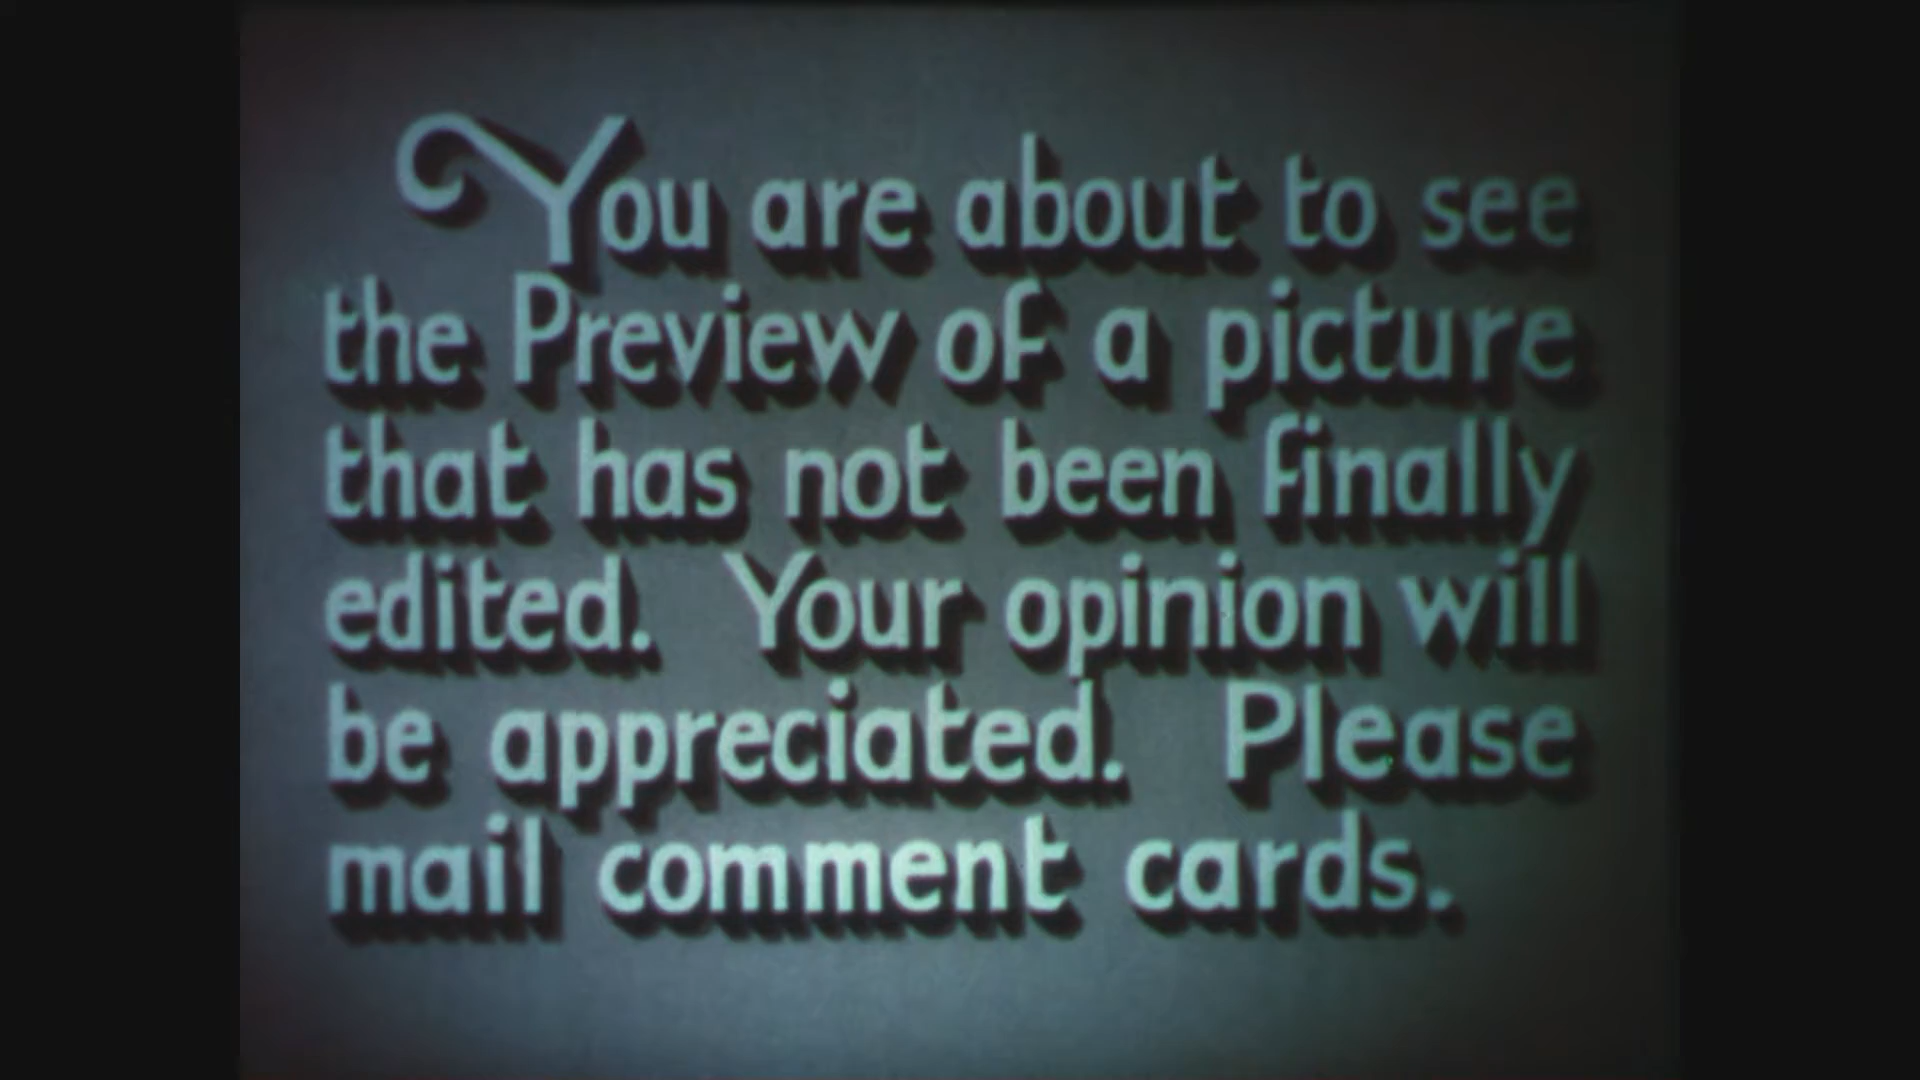 You are about to see
the Preview of a picture
that has not been finally
edited. Your opinion will
be appreciated. Please
mail comment cards.